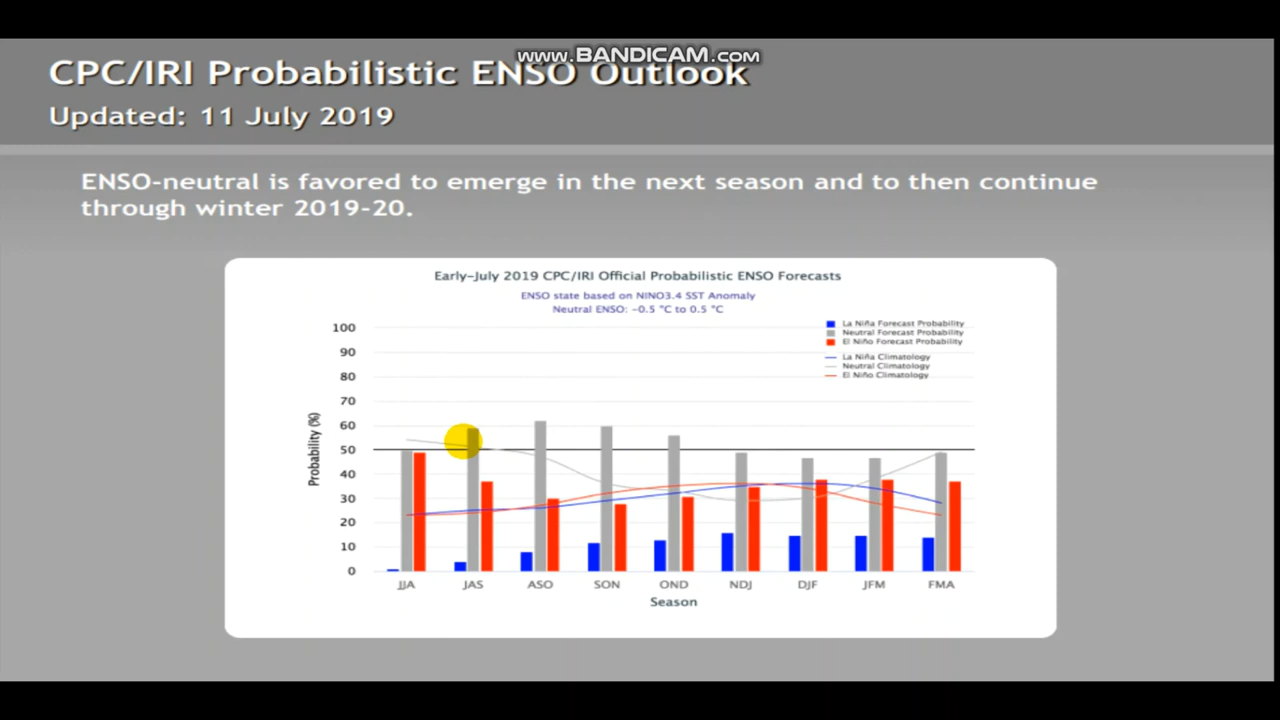 www.BANDICAM.com
CPC/IRI Probabilistic ENSO Outlook
Updated: 11 July 2019
ENSO-neutral is favored to emerge in the next season and to then continue
through winter 2019-20.
Early-July 2019 CPC/IRI Official Probabilistic ENSO Forecasts
ENSO state based on NINO3.4 SST Anomaly
Neutral ENSO: -0.5 °C to 0.5 °C
La Niña Forecast Probability
Neutral Forecast Probability
El Niño Forecast Probability
La Niña Climatology
Neutral Climatology
El Niño Climatology
Probability (%)
100
90
80
70
60
50
40
30
20
10
0
JJA JAS ASO SON OND NDJ DJF JFM FMA
Season